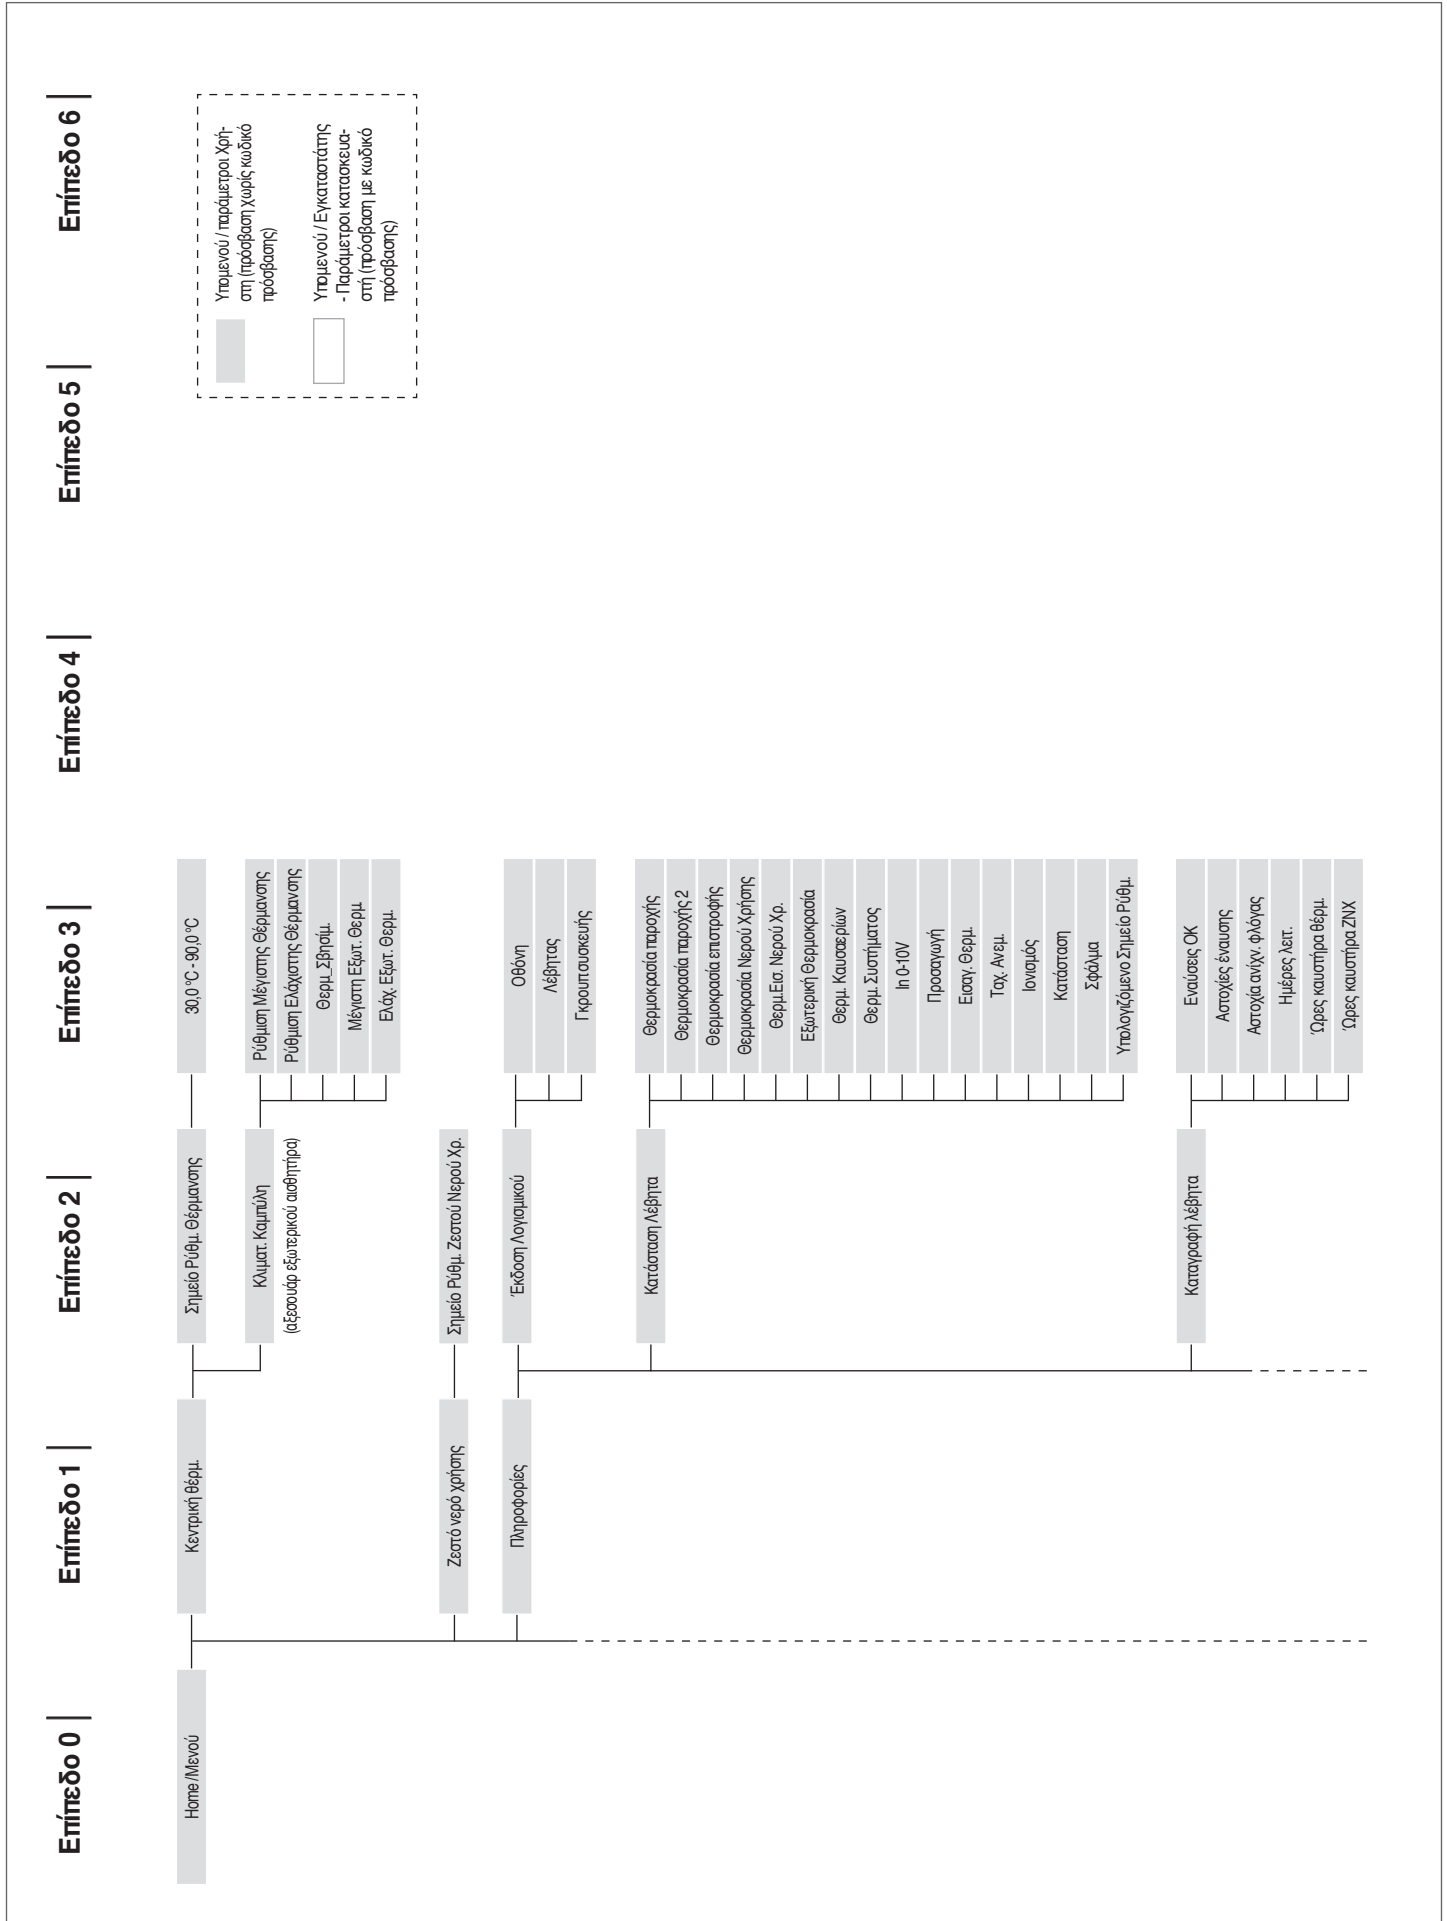 Επίπεδο 0
Επίπεδο 1
Επίπεδο 2
Επίπεδο 3
Επίπεδο 4
Επίπεδο 5
Επίπεδο 6
Home /Μενού
Κεντρική θέρμ.
Σημείο Ρύθμ. Θέρμανσης
30,0 °C - 90,0 °C
Κλιματ. Καμπύλη
(αξεσουάρ εξωτερικού αισθητήρα)
Ρύθμιση Μέγιστης Θέρμανσης
Ρύθμιση Ελάχιστης Θέρμανσης
Θερμ_Σβησίμ.
Μέγιστη Εξωτ. Θερμ
Ελάχ. Εξωτ. Θερμ.
Ζεστό νερό χρήσης
Σημείο Ρύθμ. Ζεστού Νερού Χρ.
Πληροφορίες
Έκδοση Λογισμικού
Οθόνη
Λέβητας
Γκρουπ συσκευής
Κατάσταση Λέβητα
Θερμοκρασία παροχής
Θερμοκρασία παροχής 2
Θερμοκρασία επιστροφής
Θερμοκρασία Νερού Χρήσης
Θερμ.Εισ. Νερού Χρ.
Εξωτερική Θερμοκρασία
Θερμ. Καυσαερίων
Θερμ. Συστήματος
In 0-10V
Προσαγωγή
Εισαγ. Θερμ.
Ταχ. Ανεμ.
Ιονισμός
Κατάσταση
Σφάλμα
Υπολογιζόμενο Σημείο Ρύθμ.
Καταγραφή λέβητα
Εναύσεις ΟΚ
Αστοχίες έναυσης
Αστοχία ανίχν. φλόγας
Ημέρες λειτ.
Ώρες καυστήρα θέρμ.
Ώρες καυστήρα ΖΝΧ
Υπομενού / παράμετροι Χρή-
στη (πρόσβαση χωρίς κωδικό
πρόσβασης)
Υπομενού / Εγκαταστάτης
- Παράμετροι κατασκευα-
στή (πρόσβαση με κωδικό
πρόσβασης)